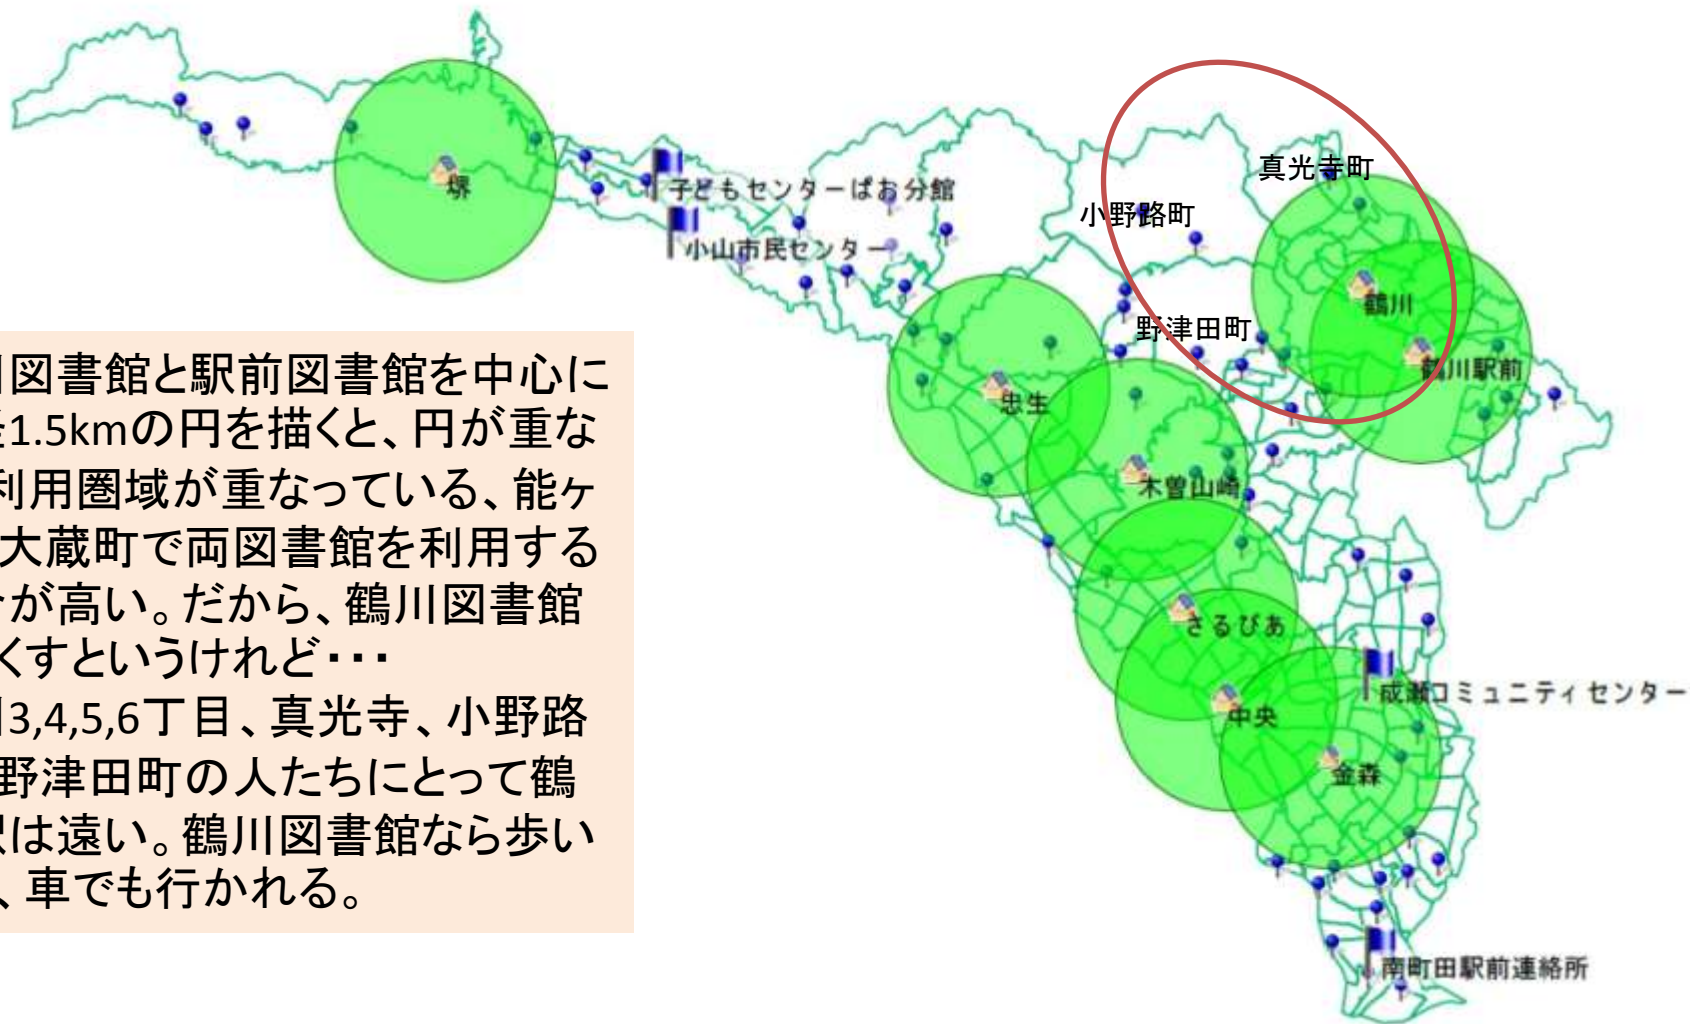 真光寺町
堺
子どもセンターぱお分館
小野路町
小山市民センター
鶴川
野津田町
鶴川駅前
図書館と駅前図書館を中心に
1.5kmの円を描くと、円が重な
利用圏域が重なっている、能ヶ
大蔵町で両図書館を利用する
が高い。だから、鶴川図書館
くすというけれど・・・
3,4,5,6丁目、真光寺、小野路
野津田町の人たちにとって鶴
は遠い。鶴川図書館なら歩い
、車でも行かれる。
忠生
木曽山崎
さるびあ
成瀬コミュニティセンター
中央
金森
南町田駅前連絡所